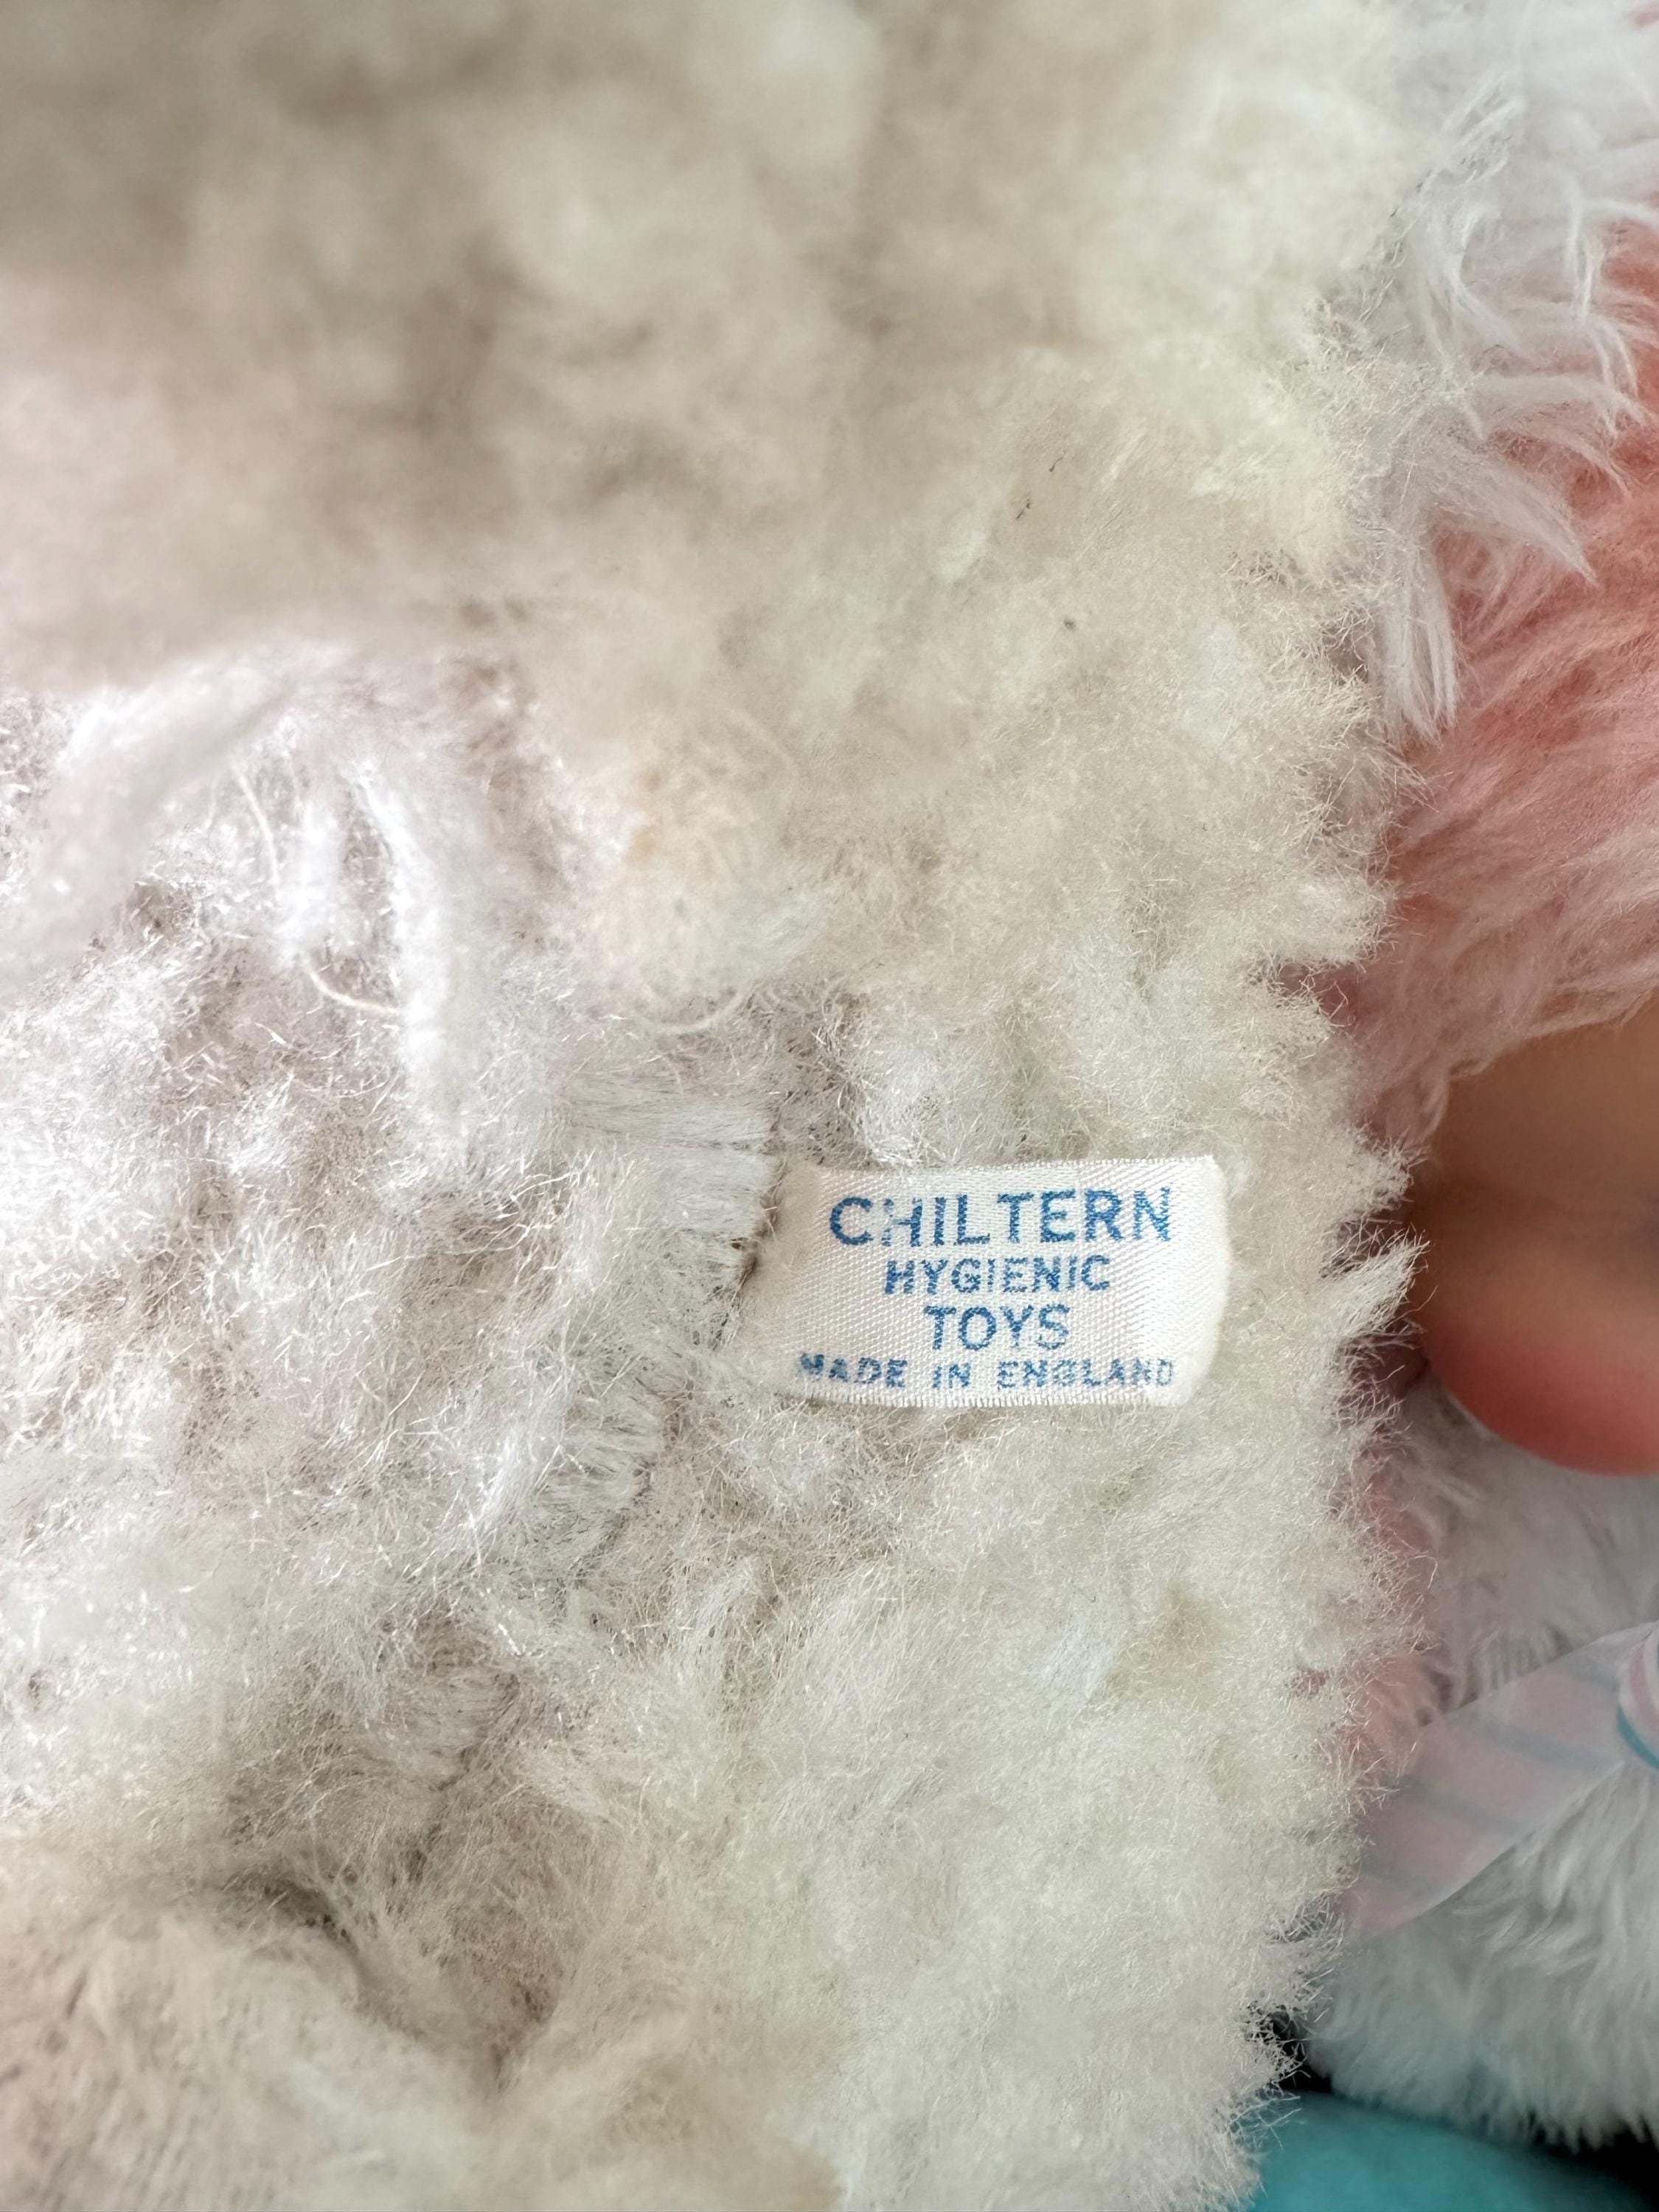 CHILTERN
HYGIENIC
TOYS
MADE IN ENGLAND